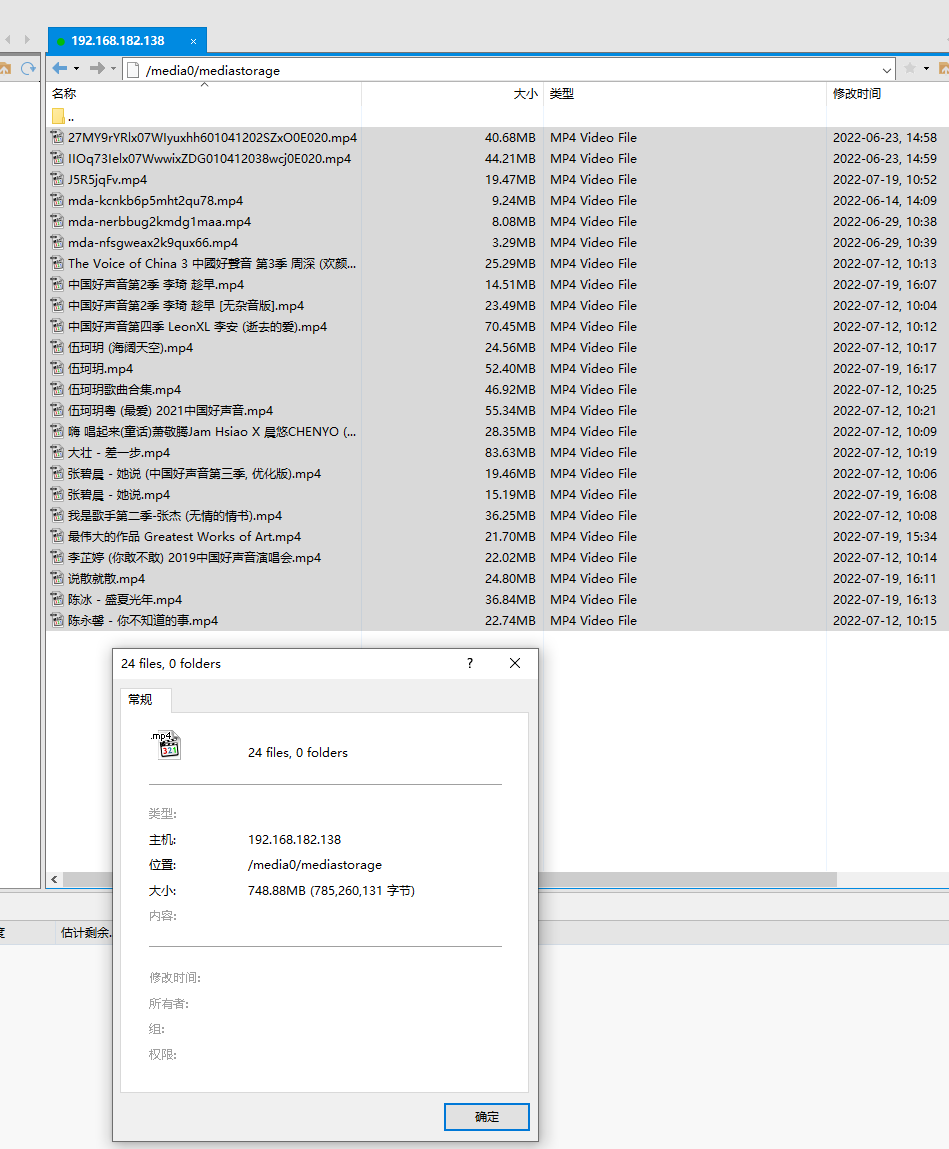 192.168.182.138 ×
/media0/mediastorage
名称 大小 类型 修改时间
..
27MY9rYRlx07WIyuxhh601041202SZxO0E020.mp4 40.68MB MP4 Video File 2022-06-23, 14:58
IIOq73Ielx07WwwixZDG010412038wcj0E020.mp4 44.21MB MP4 Video File 2022-06-23, 14:59
J5R5jqFv.mp4 19.47MB MP4 Video File 2022-07-19, 10:52
mda-kcnkb6p5mht2qu78.mp4 9.24MB MP4 Video File 2022-06-14, 14:09
mda-nerbbug2kmdg1maa.mp4 8.08MB MP4 Video File 2022-06-29, 10:38
mda-nfsgweax2k9qux66.mp4 3.29MB MP4 Video File 2022-06-29, 10:39
The Voice of China 3 中國好聲音 第3季 周深 (欢颜... 25.29MB MP4 Video File 2022-07-12, 10:13
中国好声音第2季 李琦 趁早.mp4 14.51MB MP4 Video File 2022-07-19, 16:07
中国好声音第2季 李琦 趁早 [无杂音版].mp4 23.49MB MP4 Video File 2022-07-12, 10:04
中国好声音第四季 LeonXL 李安 (逝去的爱).mp4 70.45MB MP4 Video File 2022-07-12, 10:12
伍珂玥 (海阔天空).mp4 24.56MB MP4 Video File 2022-07-12, 10:17
伍珂玥.mp4 52.40MB MP4 Video File 2022-07-19, 16:17
伍珂玥歌曲合集.mp4 46.92MB MP4 Video File 2022-07-12, 10:25
伍珂玥粤 (最爱) 2021中国好声音.mp4 55.34MB MP4 Video File 2022-07-12, 10:21
嗨 唱起来(童话)萧敬腾Jam Hsiao X 晨悠CHENYO (... 28.35MB MP4 Video File 2022-07-12, 10:09
大壮 - 差一步.mp4 83.63MB MP4 Video File 2022-07-12, 10:19
张碧晨 - 她说 (中国好声音第三季, 优化版).mp4 19.46MB MP4 Video File 2022-07-12, 10:06
张碧晨 - 她说.mp4 15.19MB MP4 Video File 2022-07-19, 16:08
我是歌手第二季-张杰 (无情的情书).mp4 36.25MB MP4 Video File 2022-07-12, 10:08
最伟大的作品 Greatest Works of Art.mp4 21.70MB MP4 Video File 2022-07-19, 15:34
李芷婷 (你敢不敢) 2019中国好声音演唱会.mp4 22.02MB MP4 Video File 2022-07-12, 10:14
说散就散.mp4 24.80MB MP4 Video File 2022-07-19, 16:11
陈冰 - 盛夏光年.mp4 36.84MB MP4 Video File 2022-07-19, 16:13
陈永馨 - 你不知道的事.mp4 22.74MB MP4 Video File 2022-07-12, 10:15
24 files, 0 folders ?
常规
.mp4
321
24 files, 0 folders
类型:
主机: 192.168.182.138
位置: /media0/mediastorage
大小: 748.88MB (785,260,131 字节)
内容:
度 估计剩余.
修改时间:
所有者:
组:
权限:
确定